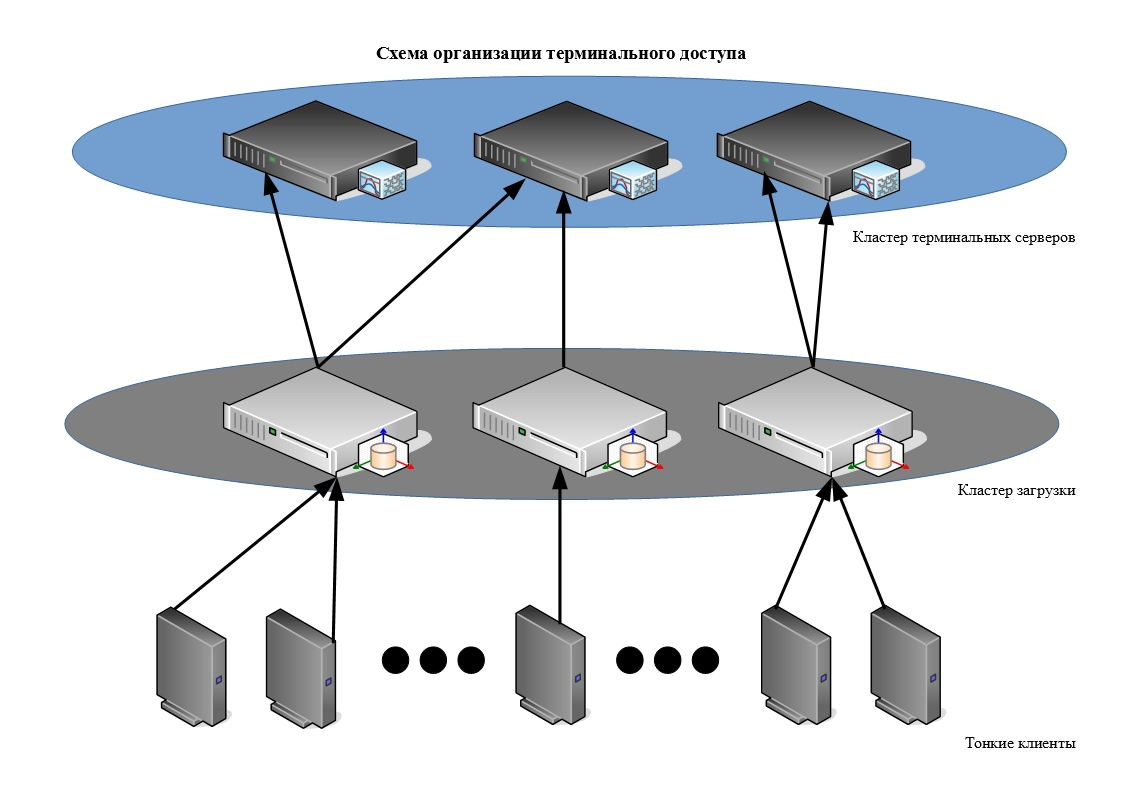 Схема организации терминального доступа
Кластер терминальных серверов
Кластер загрузки
Тонкие клиенты